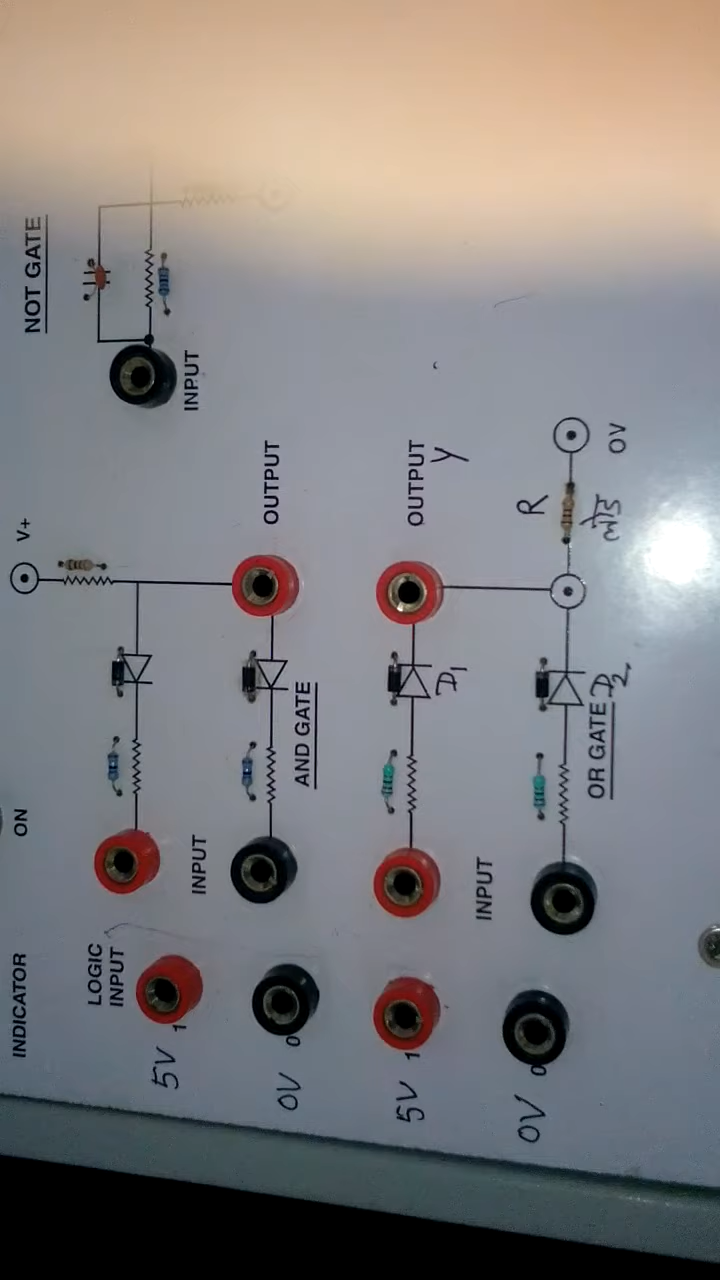 INDICATOR
ON
V+
NOT GATE
LOGIC
INPUT
5V
1
0V
0
INPUT
OUTPUT
AND GATE
INPUT
5V
1
0V
0
INPUT
OUTPUT
Y
D1
D2
OR GATE
R
लोड
0V